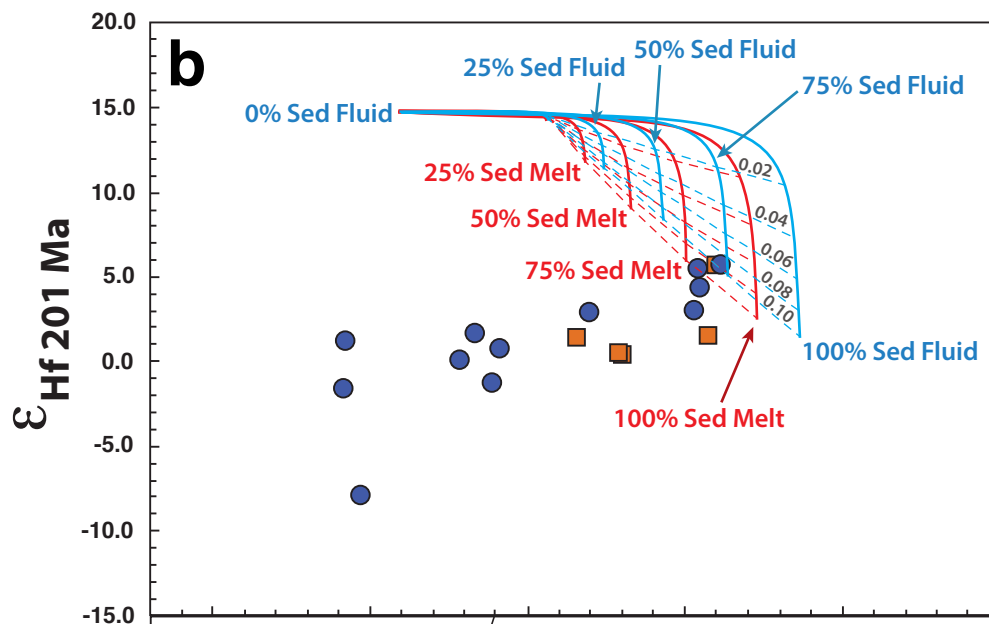 20.0
b
50% Sed Fluid
25% Sed Fluid
75% Sed Fluid
15.0
0% Sed Fluid
0.02
25% Sed Melt
10.0
50% Sed Melt
0.04
0.06
75% Sed Melt
5.0
0.08
0.10
100% Sed Fluid
0.0
100% Sed Melt
-5.0
-10.0
-15.0
εHf 201 Ma